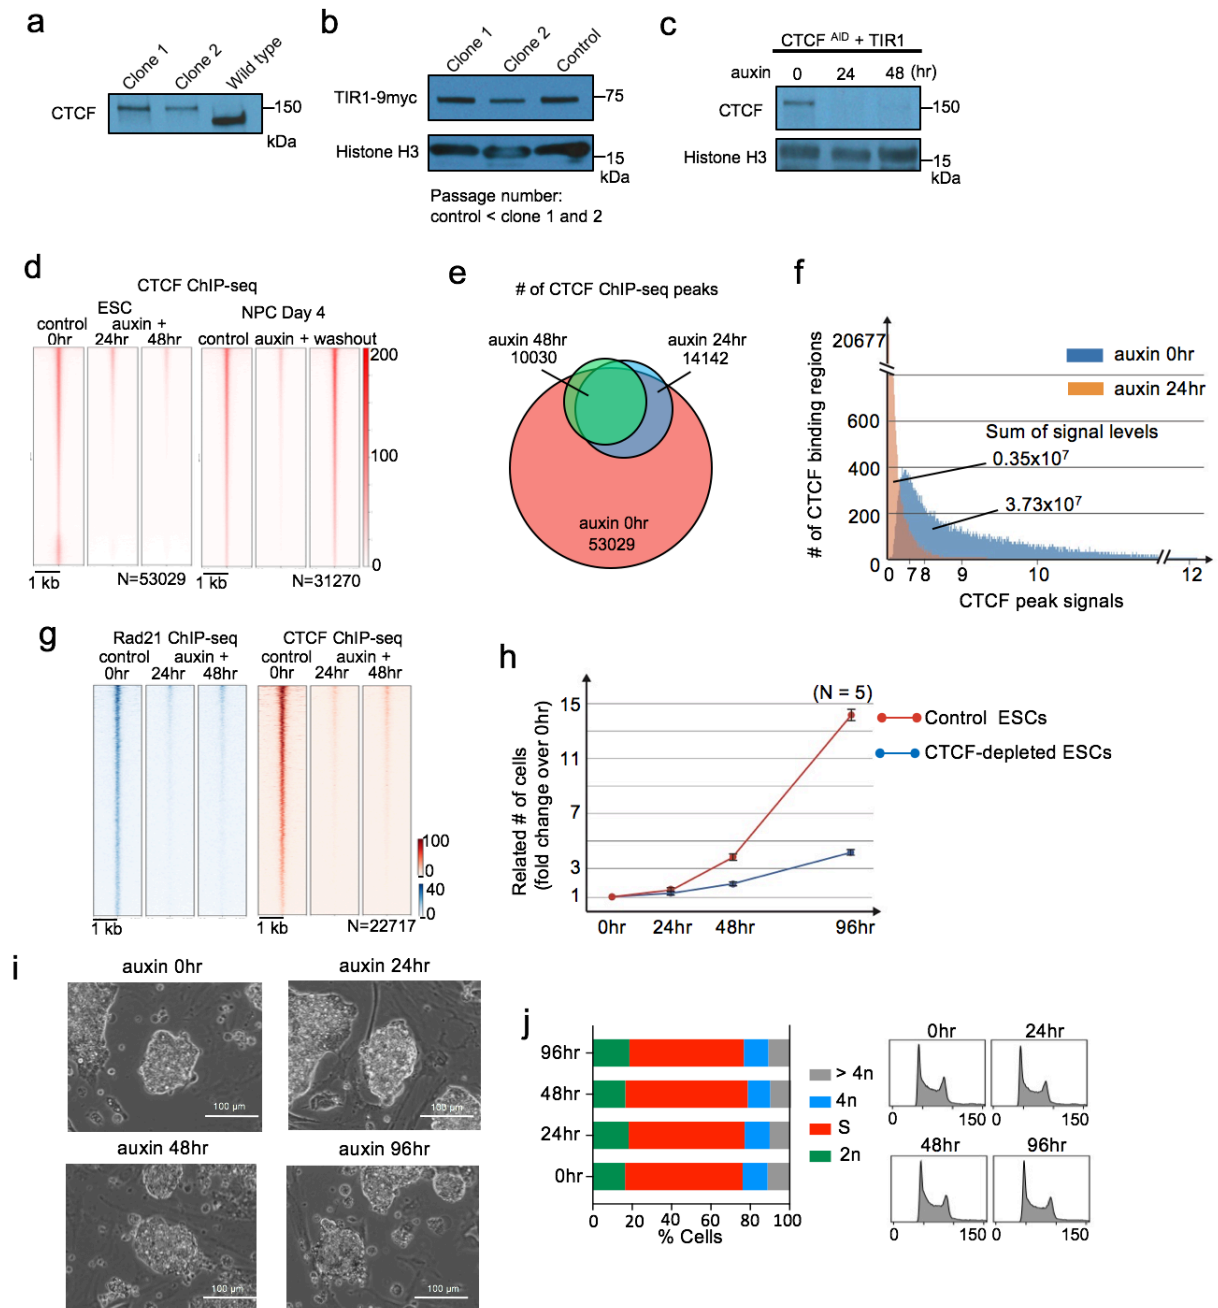 a
Clone 1
Clone 2
Wild type
CTCF
150
kDa
b
Clone 1
Clone 2
Control
TIR1-9myc
75
Histone H3
15
kDa
Passage number:
control < clone 1 and 2
c
CTCF AID + TIR1
auxin 0 24 48 (hr)
CTCF
150
Histone H3
15
kDa
d
CTCF ChIP-seq
ESC
control auxin +
0hr 24hr 48hr
NPC Day 4
control auxin + washout
200
100
0
1 kb
N=53029
1 kb
N=31270
e
# of CTCF ChIP-seq peaks
auxin 48hr
10030
auxin 24hr
14142
auxin 0hr
53029
f
20677
600
400
200
0
# of CTCF binding regions
auxin 0hr
auxin 24hr
Sum of signal levels
0.35x10⁷
3.73x10⁷
0 7 8 9 10 12
CTCF peak signals
g
Rad21 ChIP-seq
control auxin +
0hr 24hr 48hr
CTCF ChIP-seq
control auxin +
0hr 24hr 48hr
100
0
40
0
1 kb
1 kb
N=22717
h
Related # of cells
(fold change over 0hr)
15
11
7
3
1
(N = 5)
Control ESCs
CTCF-depleted ESCs
0hr 24hr 48hr 96hr
i
auxin 0hr
100 µm
auxin 24hr
100 µm
auxin 48hr
100 µm
auxin 96hr
100 µm
j
96hr
48hr
24hr
0hr
0 20 40 60 80 100
% Cells
> 4n
4n
S
2n
0hr
0 150
24hr
0 150
48hr
0 150
96hr
0 150